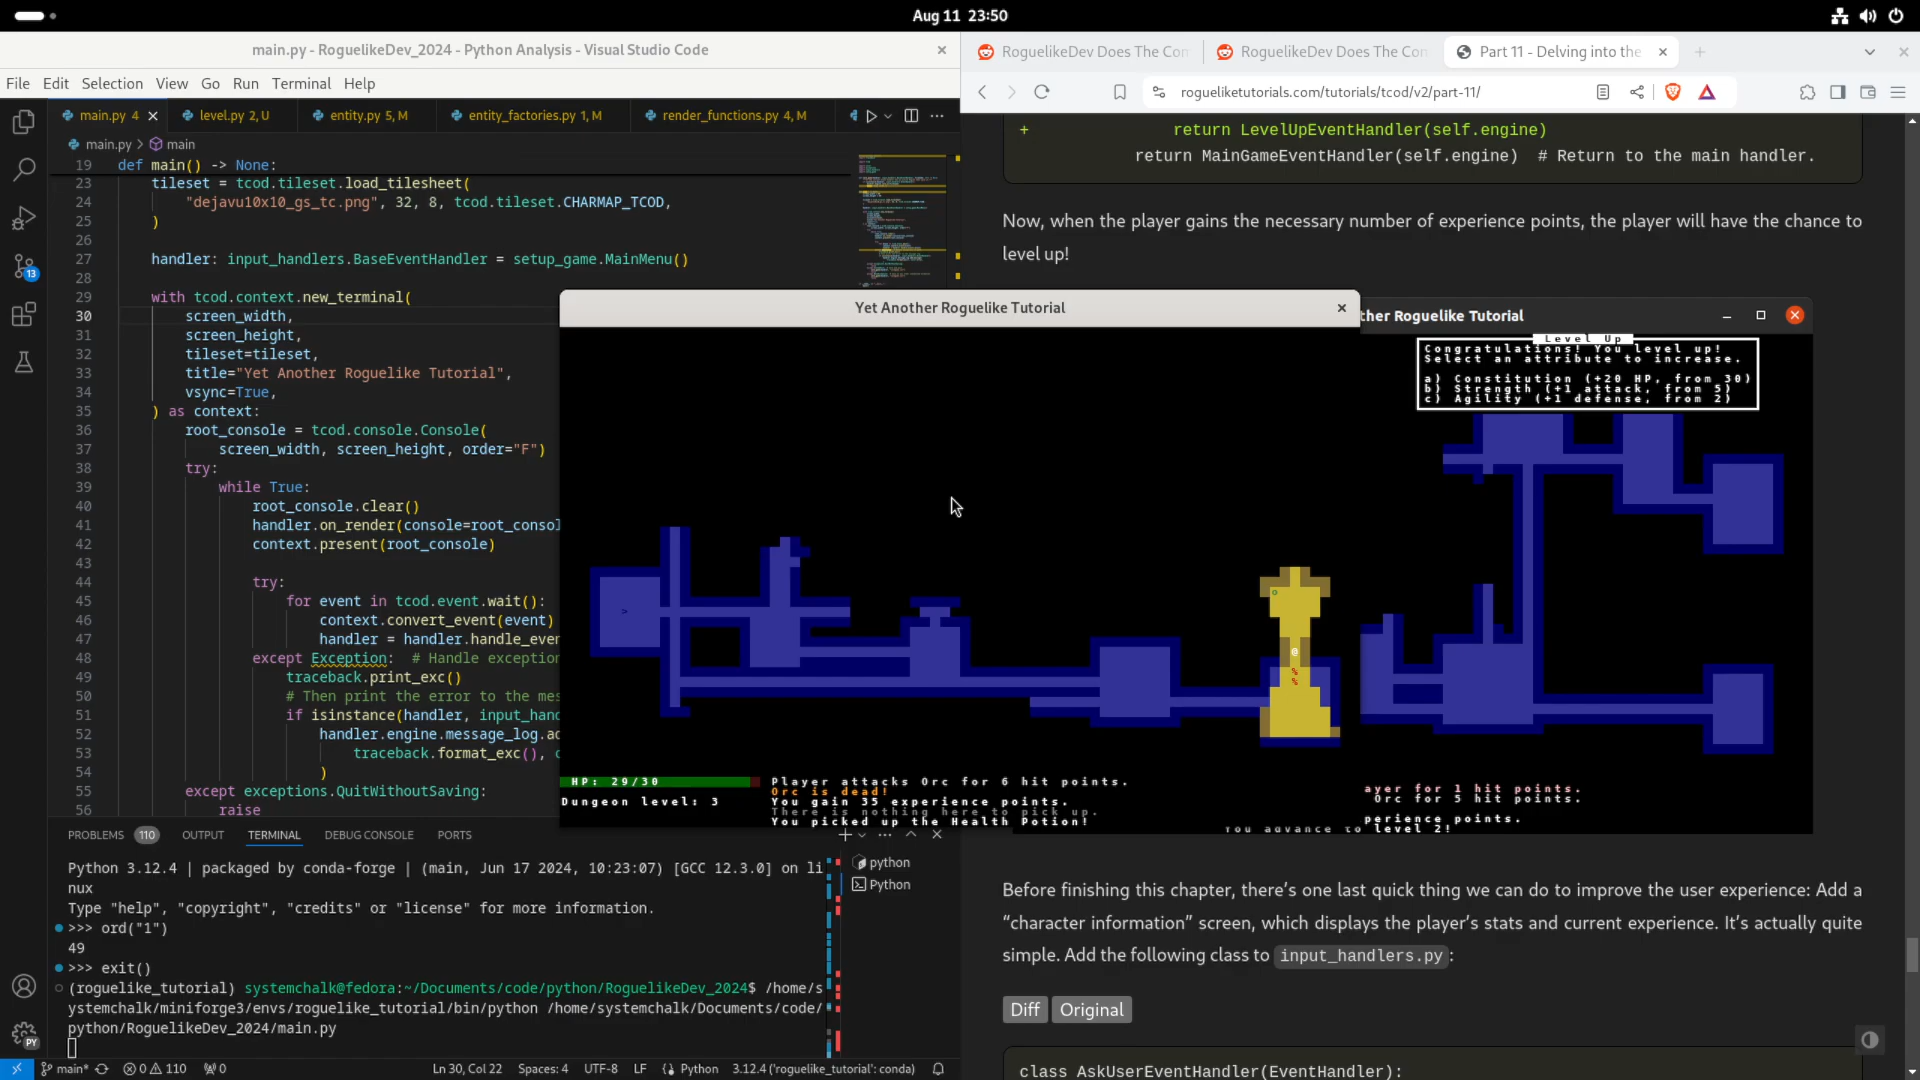 Aug 11 23:50
main.py - RoguelikeDev_2024 - Python Analysis - Visual Studio Code
File Edit Selection View Go Run Terminal Help
main.py 4
level.py 2, U
entity.py 5, M
entity_factories.py 1, M
render_functions.py 4, M
main.py > main
19 def main() -> None:
23 tileset = tcod.tileset.load_tilesheet(
24 "dejavu10x10_gs_tc.png", 32, 8, tcod.tileset.CHARMAP_TCOD,
25 )
26
27 handler: input_handlers.BaseEventHandler = setup_game.MainMenu()
28
29 with tcod.context.new_terminal(
30 screen_width,
31 screen_height,
32 tileset=tileset,
33 title="Yet Another Roguelike Tutorial",
34 vsync=True,
35 ) as context:
36 root_console = tcod.console.Console(
37 screen_width, screen_height, order="F")
38 try:
39 while True:
40 root_console.clear()
41 handler.on_render(console=root_consol
42 context.present(root_console)
43
44 try:
45 for event in tcod.event.wait():
46 context.convert_event(event)
47 handler = handler.handle_even
48 except Exception: # Handle exception
49 traceback.print_exc()
50 # Then print the error to the mes
51 if isinstance(handler, input_hand
52 handler.engine.message_log.ad
53 traceback.format_exc(), c
54 )
55 except exceptions.QuitWithoutSaving:
56 raise
PROBLEMS 110 OUTPUT TERMINAL DEBUG CONSOLE PORTS
Python 3.12.4 | packaged by conda-forge | (main, Jun 17 2024, 10:23:07) [GCC 12.3.0] on li
nux
Type "help", "copyright", "credits" or "license" for more information.
>>> ord("1")
49
>>> exit()
(roguelike_tutorial) systemchalk@fedora:~/Documents/code/python/RoguelikeDev_2024$ /home/s
ystemchalk/miniforge3/envs/roguelike_tutorial/bin/python /home/systemchalk/Documents/code/
python/RoguelikeDev_2024/main.py
python
Python
13
PY
main* 0 110 0
Ln 30, Col 22 Spaces: 4 UTF-8 LF Python 3.12.4 ('roguelike_tutorial': conda)
RoguelikeDev Does The Con
RoguelikeDev Does The Con
Part 11 - Delving into the
rogueliketutorials.com/tutorials/tcod/v2/part-11/
+ return LevelUpEventHandler(self.engine)
return MainGameEventHandler(self.engine) # Return to the main handler.
Now, when the player gains the necessary number of experience points, the player will have the chance to
level up!
Yet Another Roguelike Tutorial
>
@
%
%
HP: 29/30
Dungeon level: 3
Player attacks Orc for 6 hit points.
Orc is dead!
You gain 35 experience points.
There is nothing here to pick up.
You picked up the Health Potion!
ther Roguelike Tutorial
Level Up
Congratulations! You level up!
Select an attribute to increase.
a) Constitution (+20 HP, from 30)
b) Strength (+1 attack, from 5)
c) Agility (+1 defense, from 2)
ayer for 1 hit points.
Orc for 5 hit points.
perience points.
You advance to level 2!
Before finishing this chapter, there’s one last quick thing we can do to improve the user experience: Add a
“character information” screen, which displays the player’s stats and current experience. It’s actually quite
simple. Add the following class to input_handlers.py:
Diff Original
class AskUserEventHandler(EventHandler):